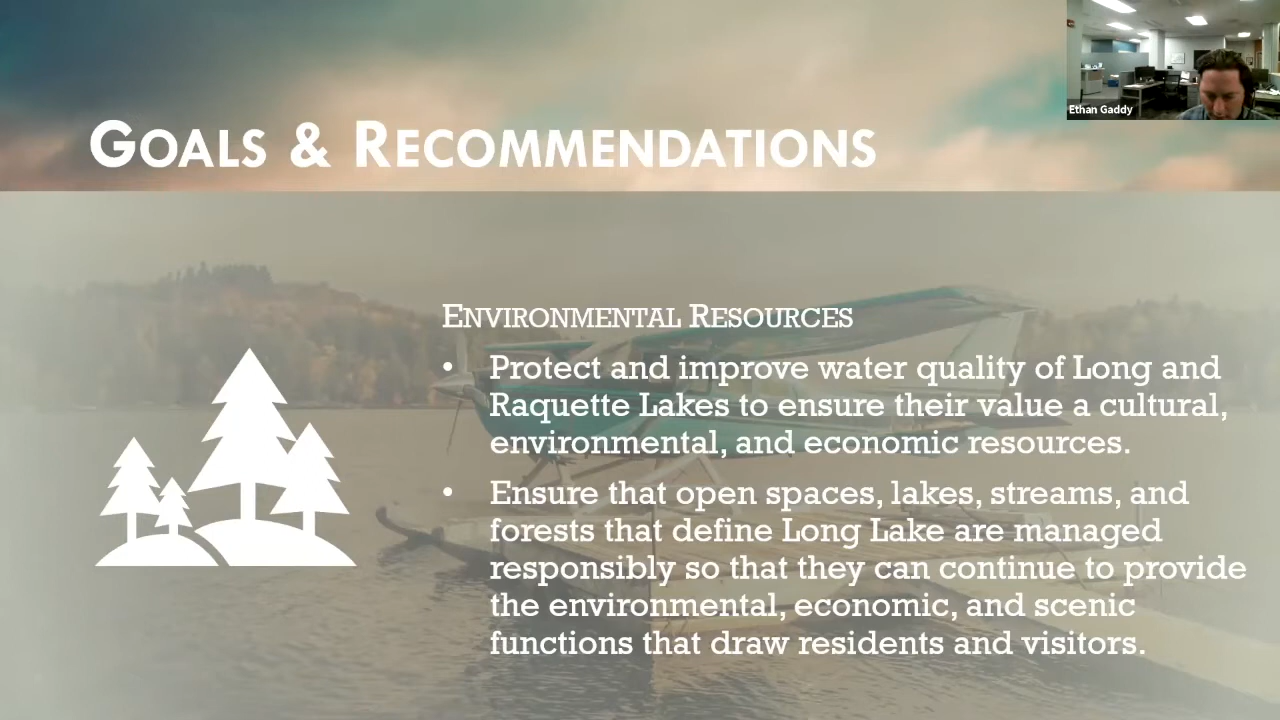 Ethan Gaddy
GOALS & RECOMMENDATIONS
ENVIRONMENTAL RESOURCES
• Protect and improve water quality of Long and
Raquette Lakes to ensure their value a cultural,
environmental, and economic resources.
• Ensure that open spaces, lakes, streams, and
forests that define Long Lake are managed
responsibly so that they can continue to provide
the environmental, economic, and scenic
functions that draw residents and visitors.